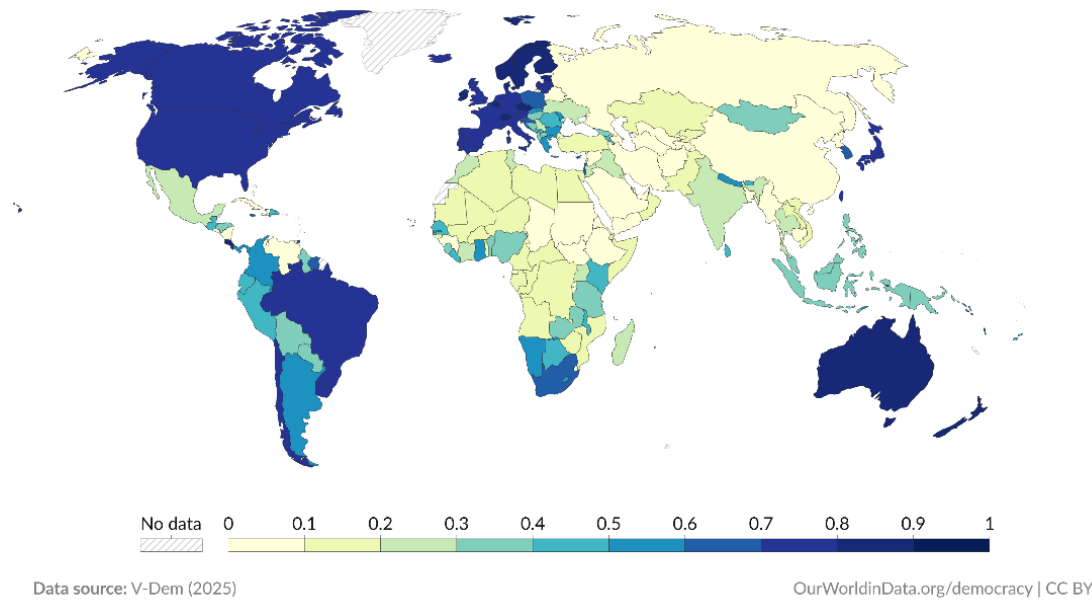 No data 0 0.1 0.2 0.3 0.4 0.5 0.6 0.7 0.8 0.9 1
Data source: V-Dem (2025) OurWorldinData.org/democracy | CC BY